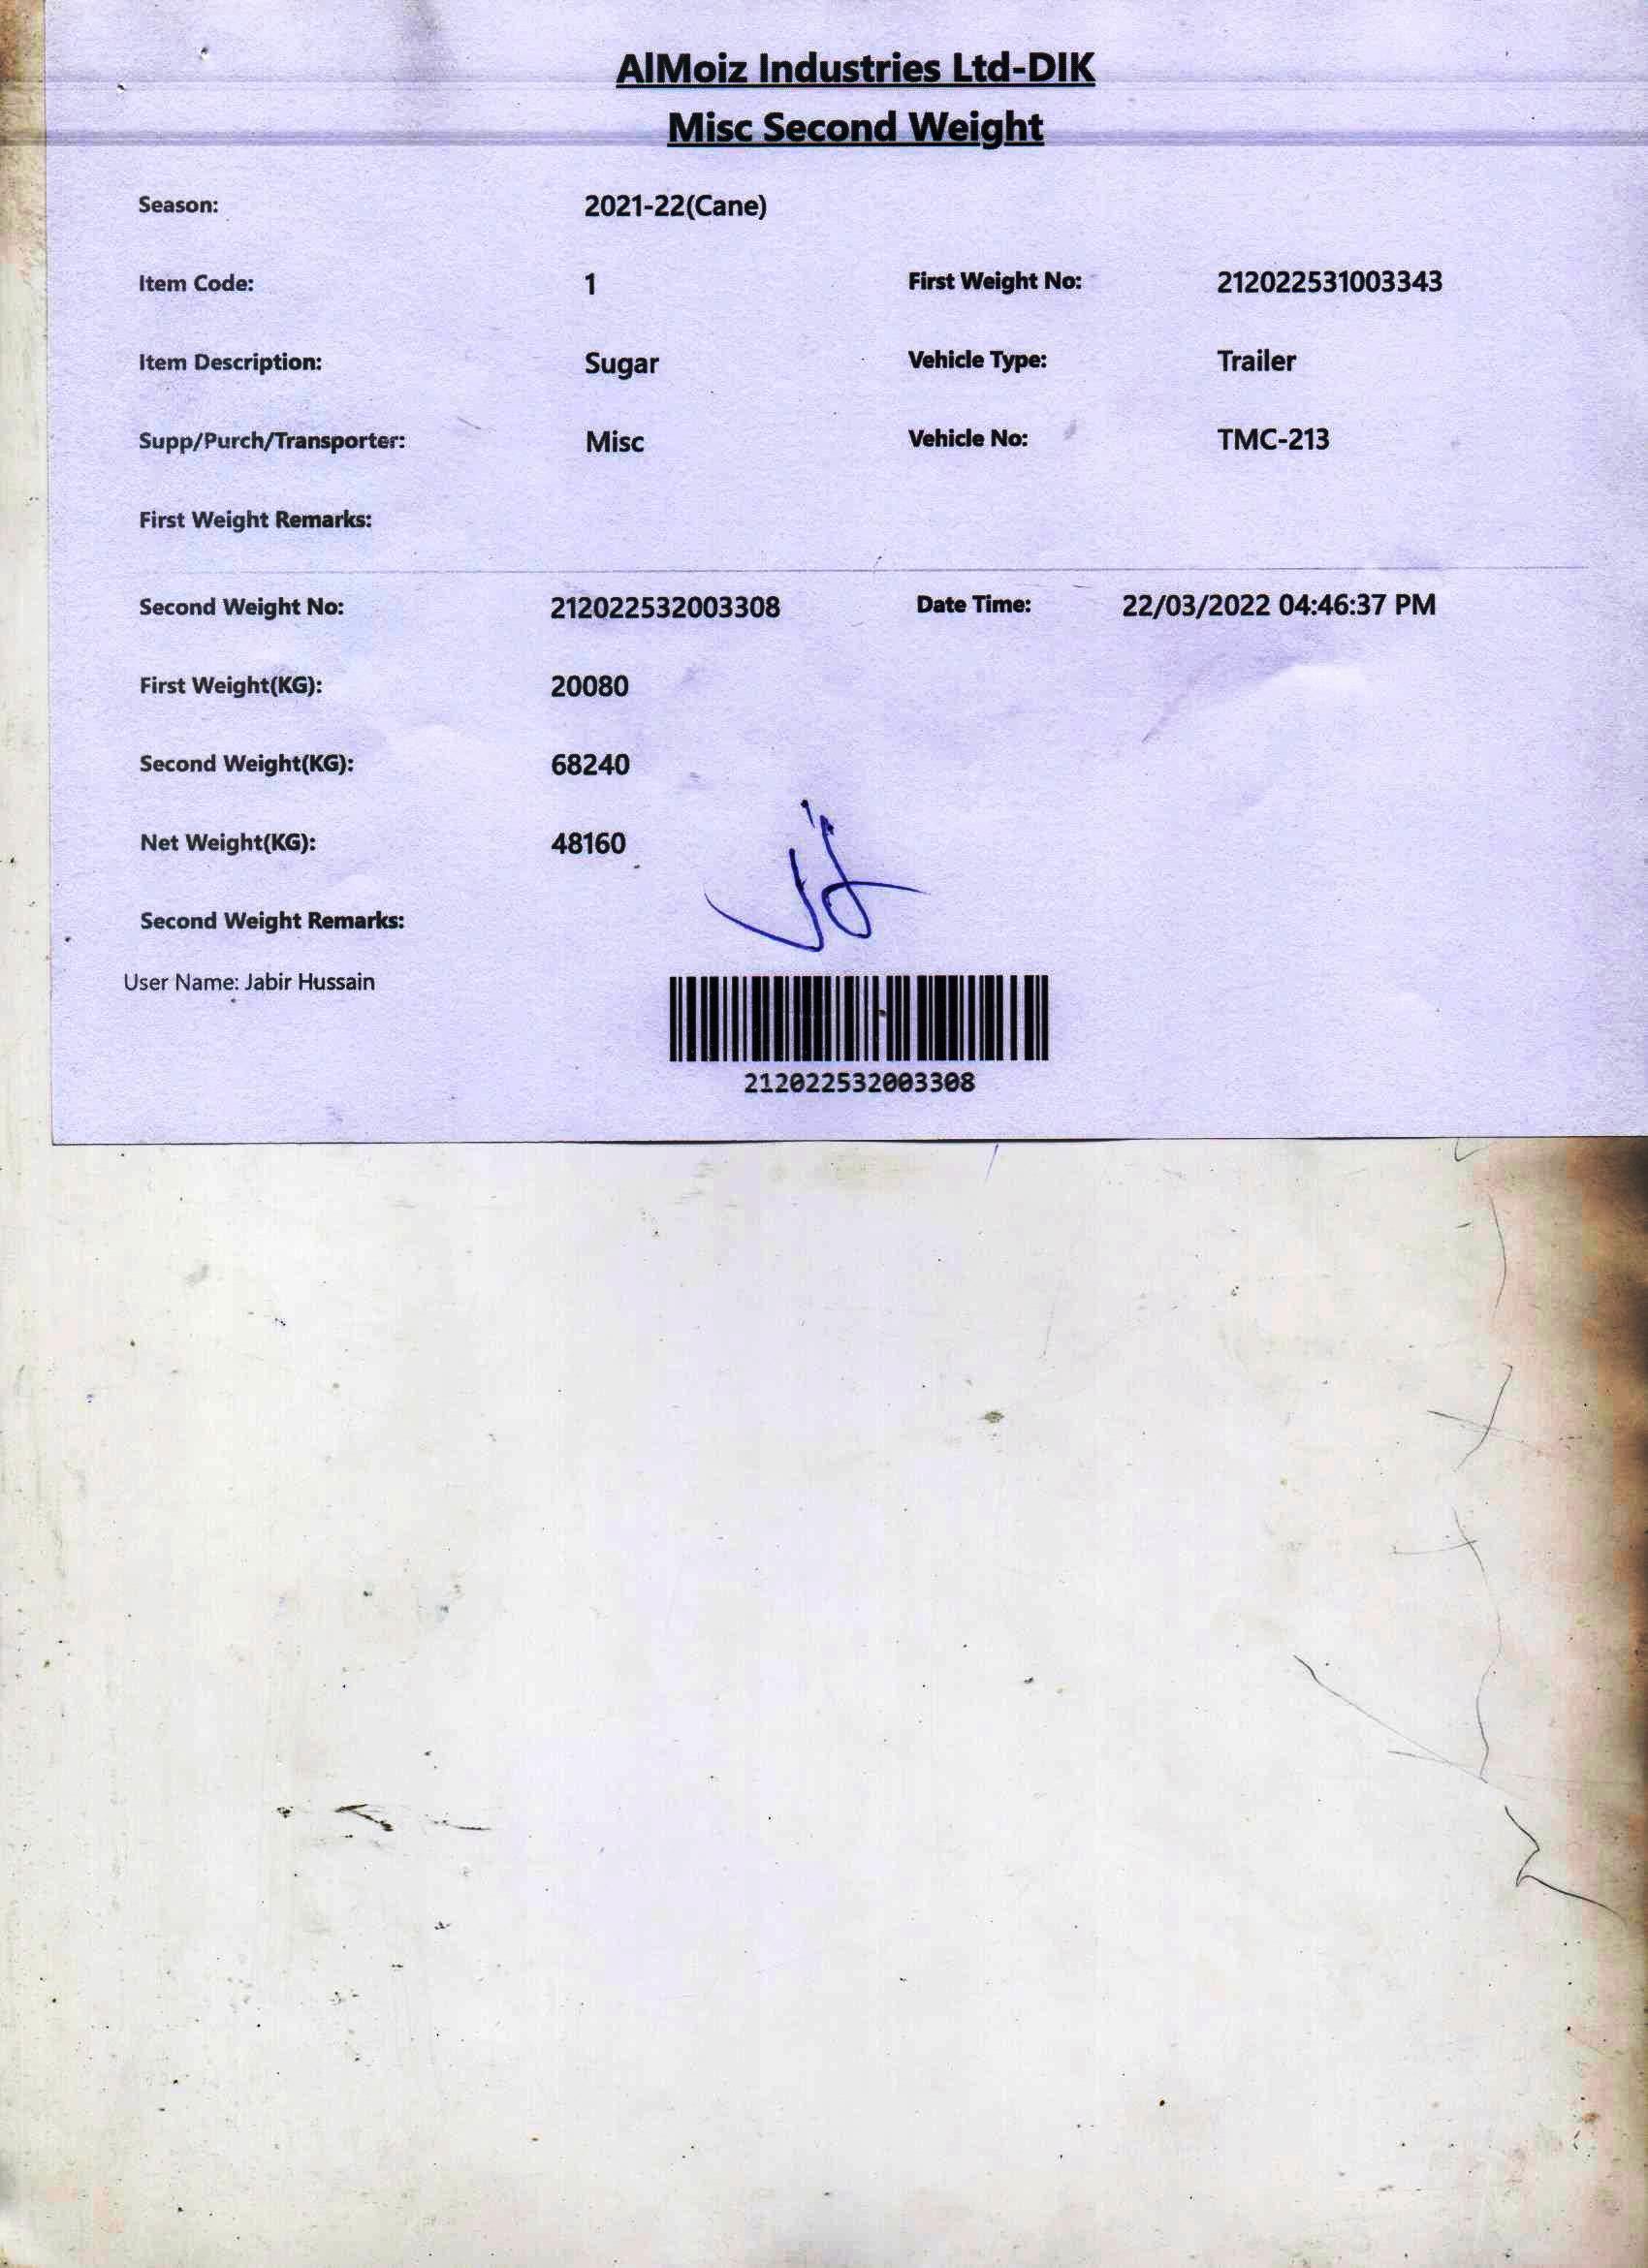 AlMoiz Industries Ltd-DIK
Misc Second Weight
Season: 2021-22(Cane)
Item Code: 1 First Weight No: 212022531003343
Item Description: Sugar Vehicle Type: Trailer
Supp/Purch/Transporter: Misc Vehicle No: TMC-213
First Weight Remarks:
Second Weight No: 212022532003308 Date Time: 22/03/2022 04:46:37 PM
First Weight(KG): 20080
Second Weight(KG): 68240
Net Weight(KG): 48160
Second Weight Remarks:
User Name: Jabir Hussain
212022532003308